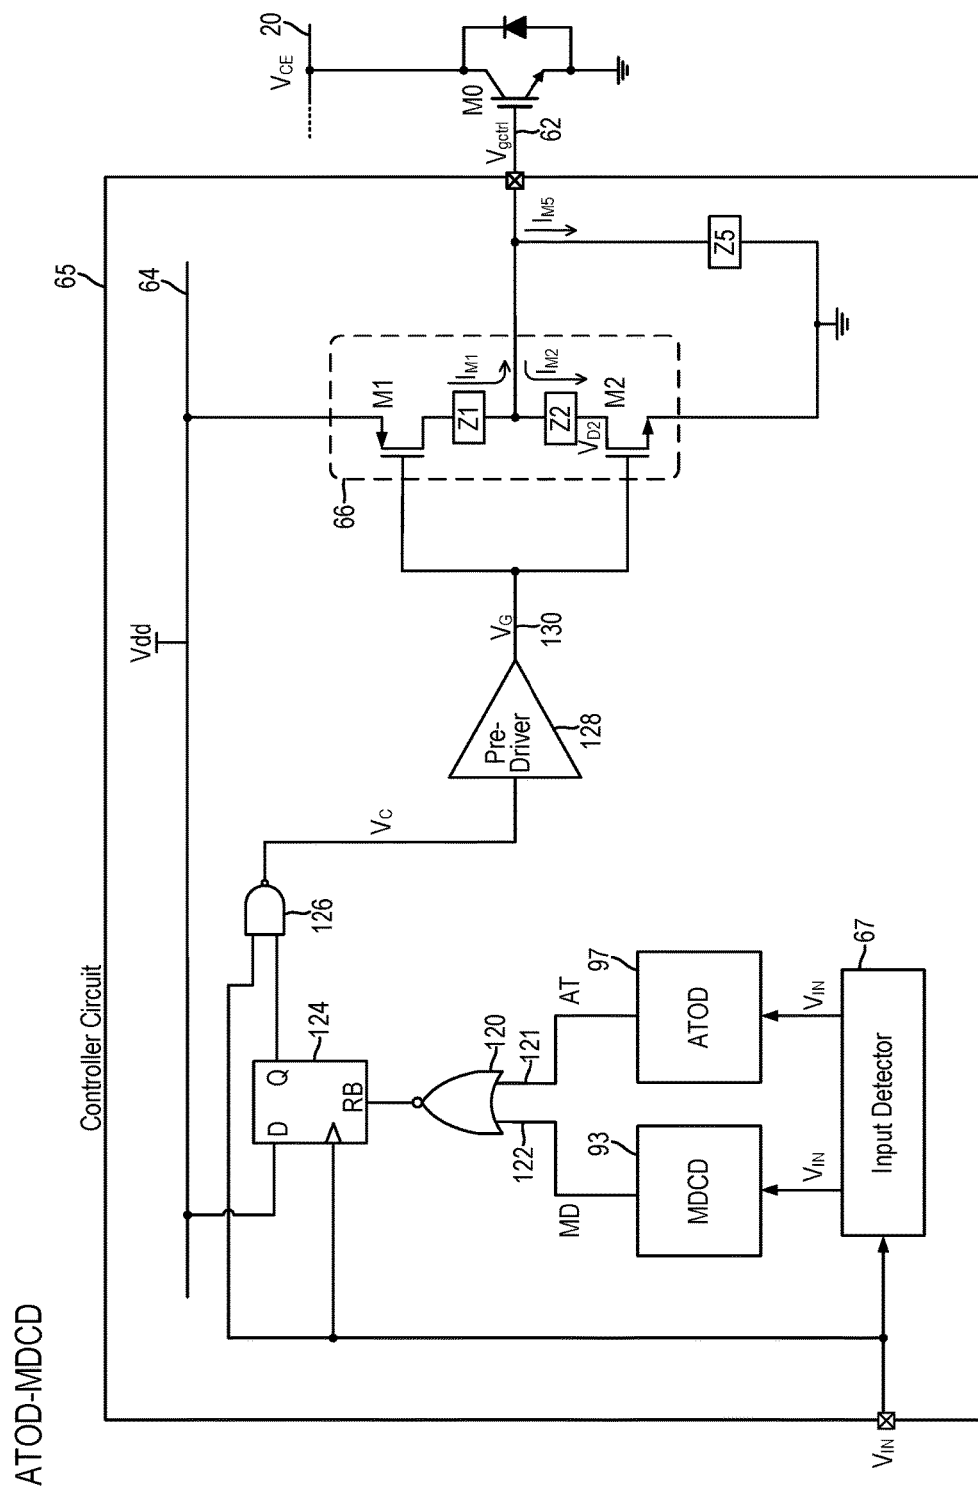 ATOD-MDCD
Controller Circuit
65
64
Vdd
20
VCE
M0
Vgctrl
62
IM5
Z5
66
M1
Z1
IM1
IM2
Z2
VD2
M2
VG
130
Pre-
Driver
128
VC
126
124
D
Q
RB
120
122
121
MD
AT
93
MDCD
97
ATOD
VIN
VIN
67
Input Detector
VIN